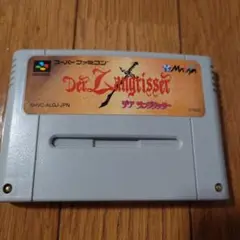 スーパーファミコン
Der Langrisser
デア ラングリッサー
SHVC-ALGJ-JPN